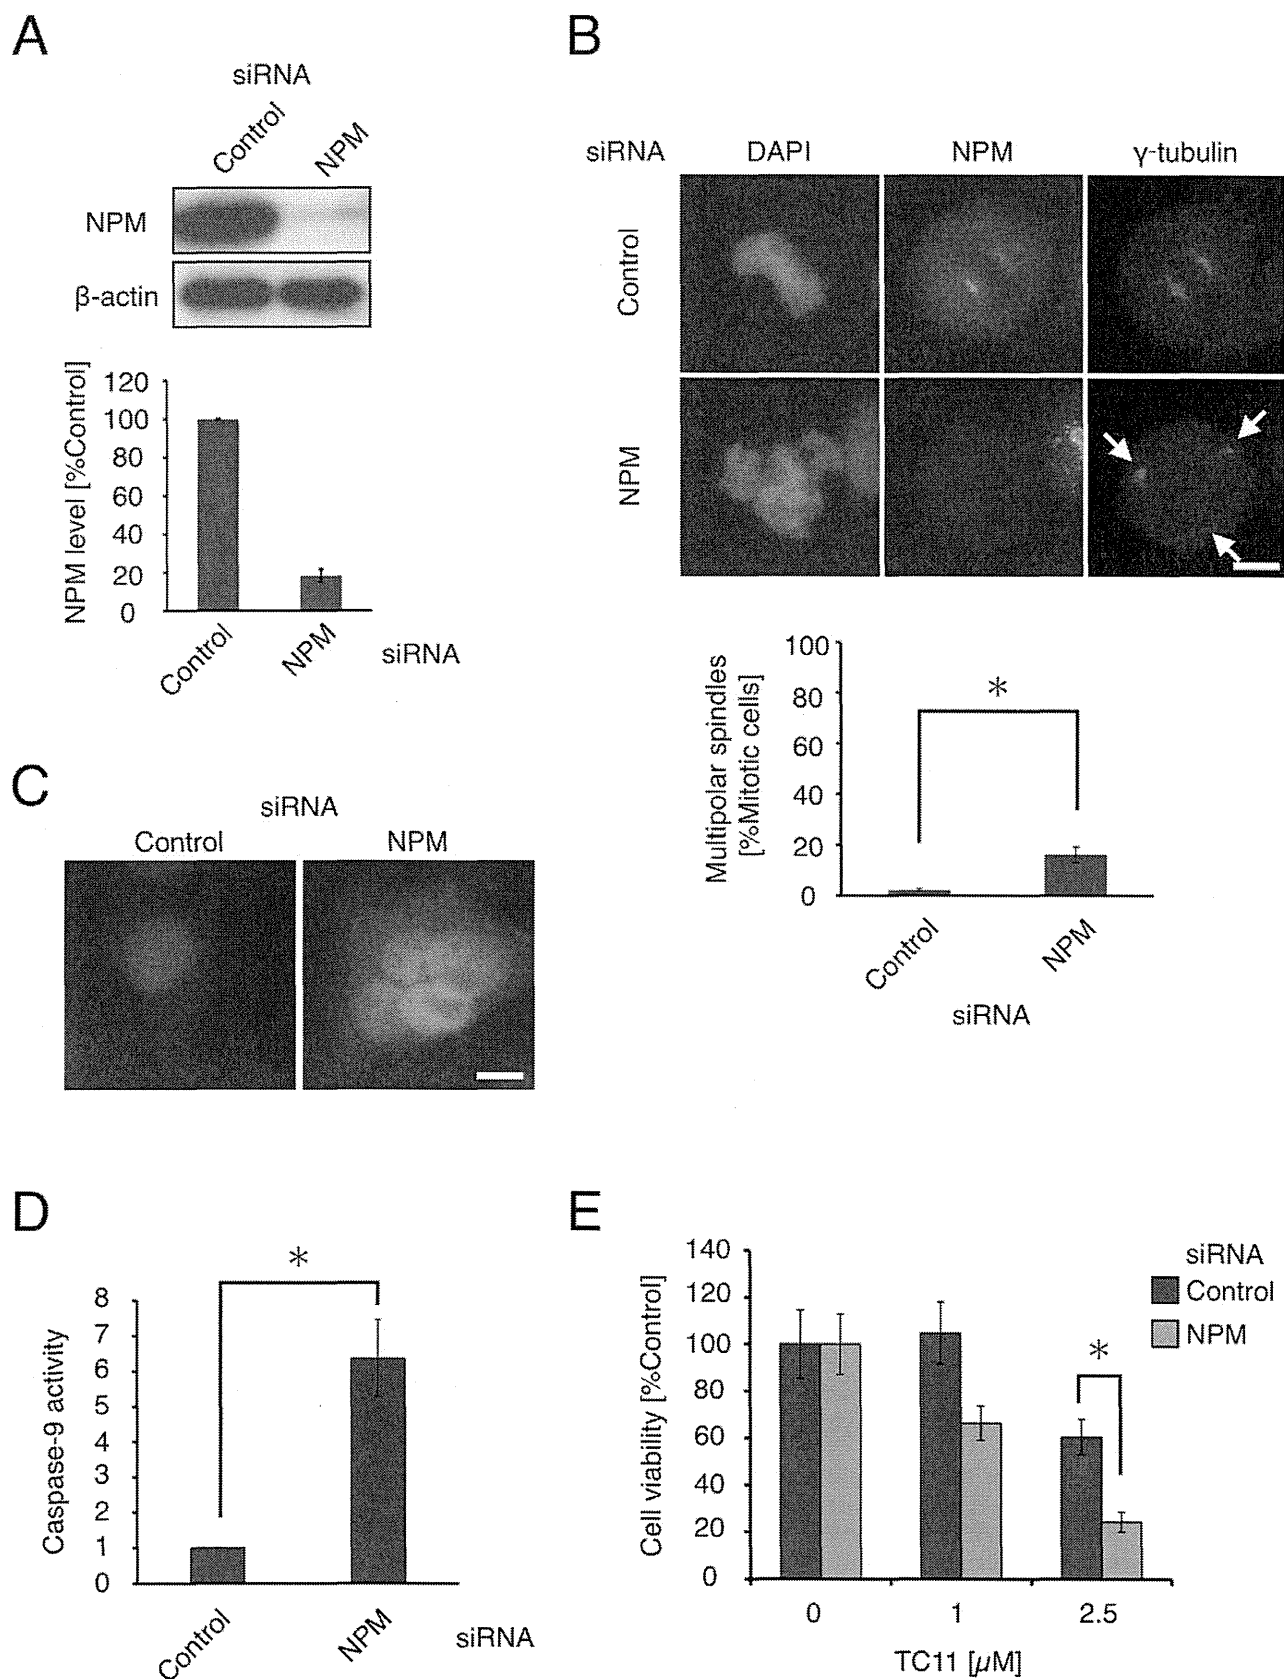 A
siRNA
Control NPM
NPM
β-actin
NPM level [%Control]
120
100
80
60
40
20
0
Control NPM siRNA
B
siRNA DAPI NPM γ-tubulin
Control
NPM
Multipolar spindles
[%Mitotic cells]
100
80
60
40
20
0
*
Control NPM
siRNA
C
siRNA
Control NPM
D
*
Caspase-9 activity
8
7
6
5
4
3
2
1
0
Control NPM siRNA
E
Cell viability [%Control]
140
120
100
80
60
40
20
0
*
siRNA
Control
NPM
0 1 2.5
TC11 [μM]